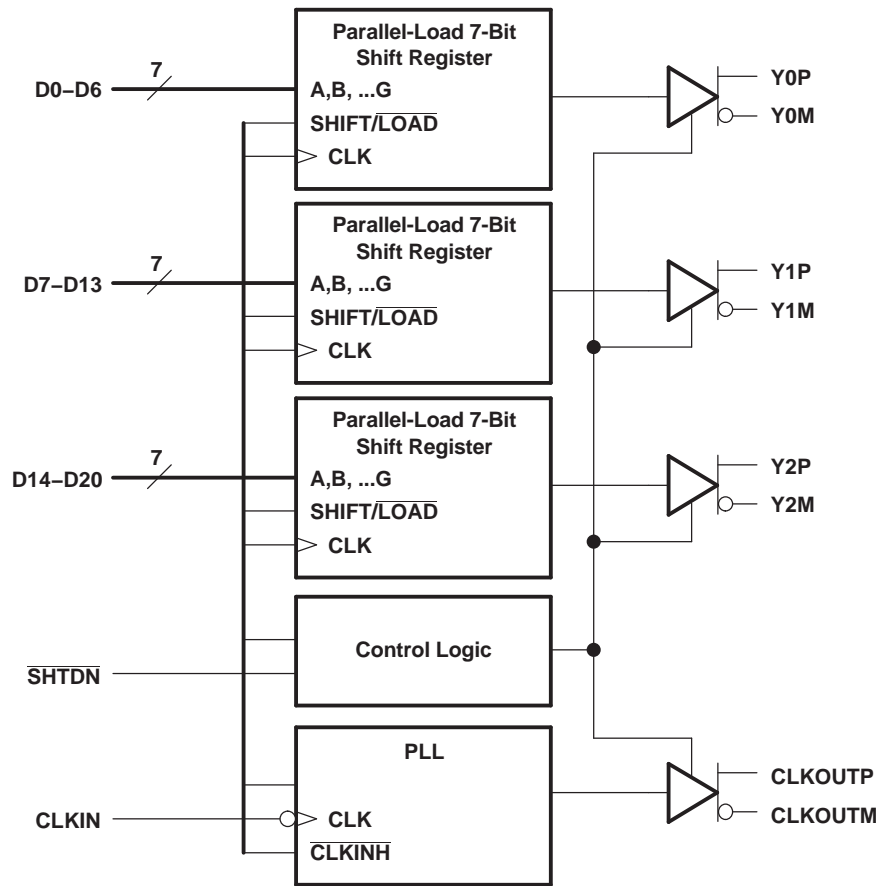 Parallel-Load 7-Bit
Shift Register
D0–D6
7
A,B, ...G
SHIFT/LOAD
CLK
Y0P
Y0M
Parallel-Load 7-Bit
Shift Register
D7–D13
7
A,B, ...G
SHIFT/LOAD
CLK
Y1P
Y1M
Parallel-Load 7-Bit
Shift Register
D14–D20
7
A,B, ...G
SHIFT/LOAD
CLK
Y2P
Y2M
Control Logic
SHTDN
PLL
CLKIN
CLK
CLKINH
CLKOUTP
CLKOUTM